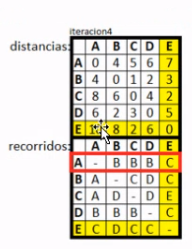 iteracion4
distancias: A B C D E
A 0 4 5 6 7
B 4 0 1 2 3
C 8 6 0 4 2
D 6 2 3 0 5
E 8 2 6 0
recorridos: A B C D E
A - B B B C
B A - C D C
C A D - D E
D B B B - C
E C D C C -